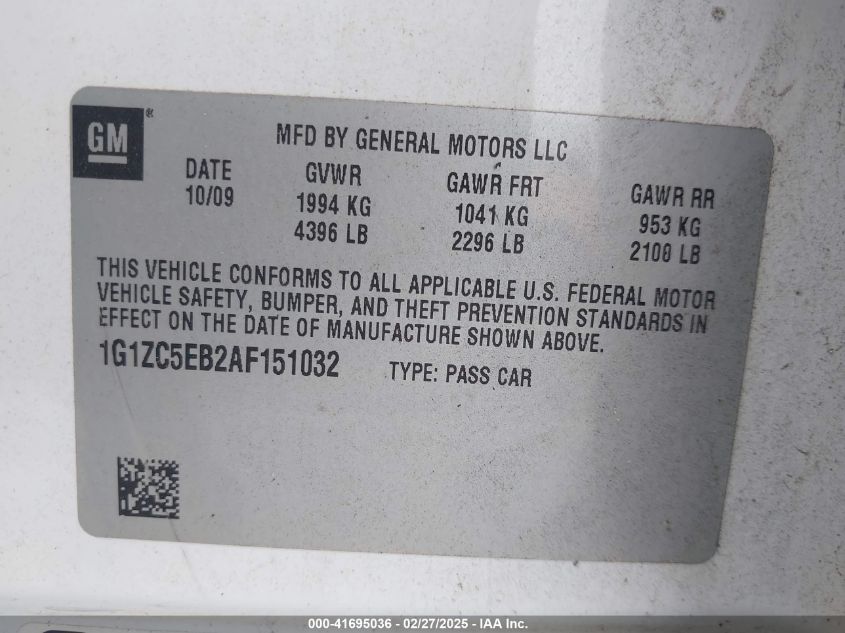 GM®
MFD BY GENERAL MOTORS LLC
DATE GVWR GAWR FRT GAWR RR
10/09 1994 KG 1041 KG 953 KG
4396 LB 2296 LB 2100 LB
THIS VEHICLE CONFORMS TO ALL APPLICABLE U.S. FEDERAL MOTOR
VEHICLE SAFETY, BUMPER, AND THEFT PREVENTION STANDARDS IN
EFFECT ON THE DATE OF MANUFACTURE SHOWN ABOVE.
1G1ZC5EB2AF151032 TYPE: PASS CAR
000-41695036 - 02/27/2025 - IAA Inc.